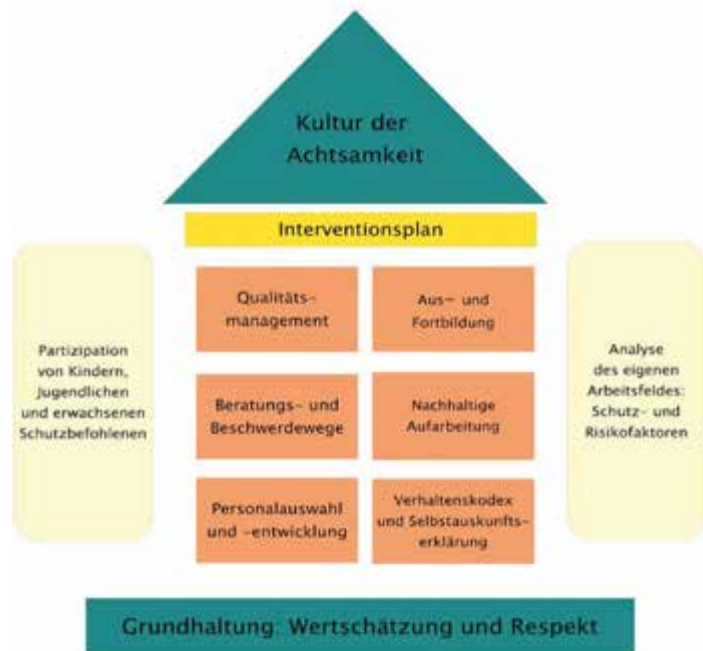 Kultur der
Achtsamkeit
Interventionsplan
Partizipation
von Kindern,
Jugendlichen
und erwachsenen
Schutzbefohlenen
Qualitäts-
management
Aus- und
Fortbildung
Beratungs- und
Beschwerdewege
Nachhaltige
Aufarbeitung
Personalauswahl
und -entwicklung
Verhaltenskodex
und Selbstauskunfts-
erklärung
Analyse
des eigenen
Arbeitsfeldes:
Schutz- und
Risikofaktoren
Grundhaltung: Wertschätzung und Respekt